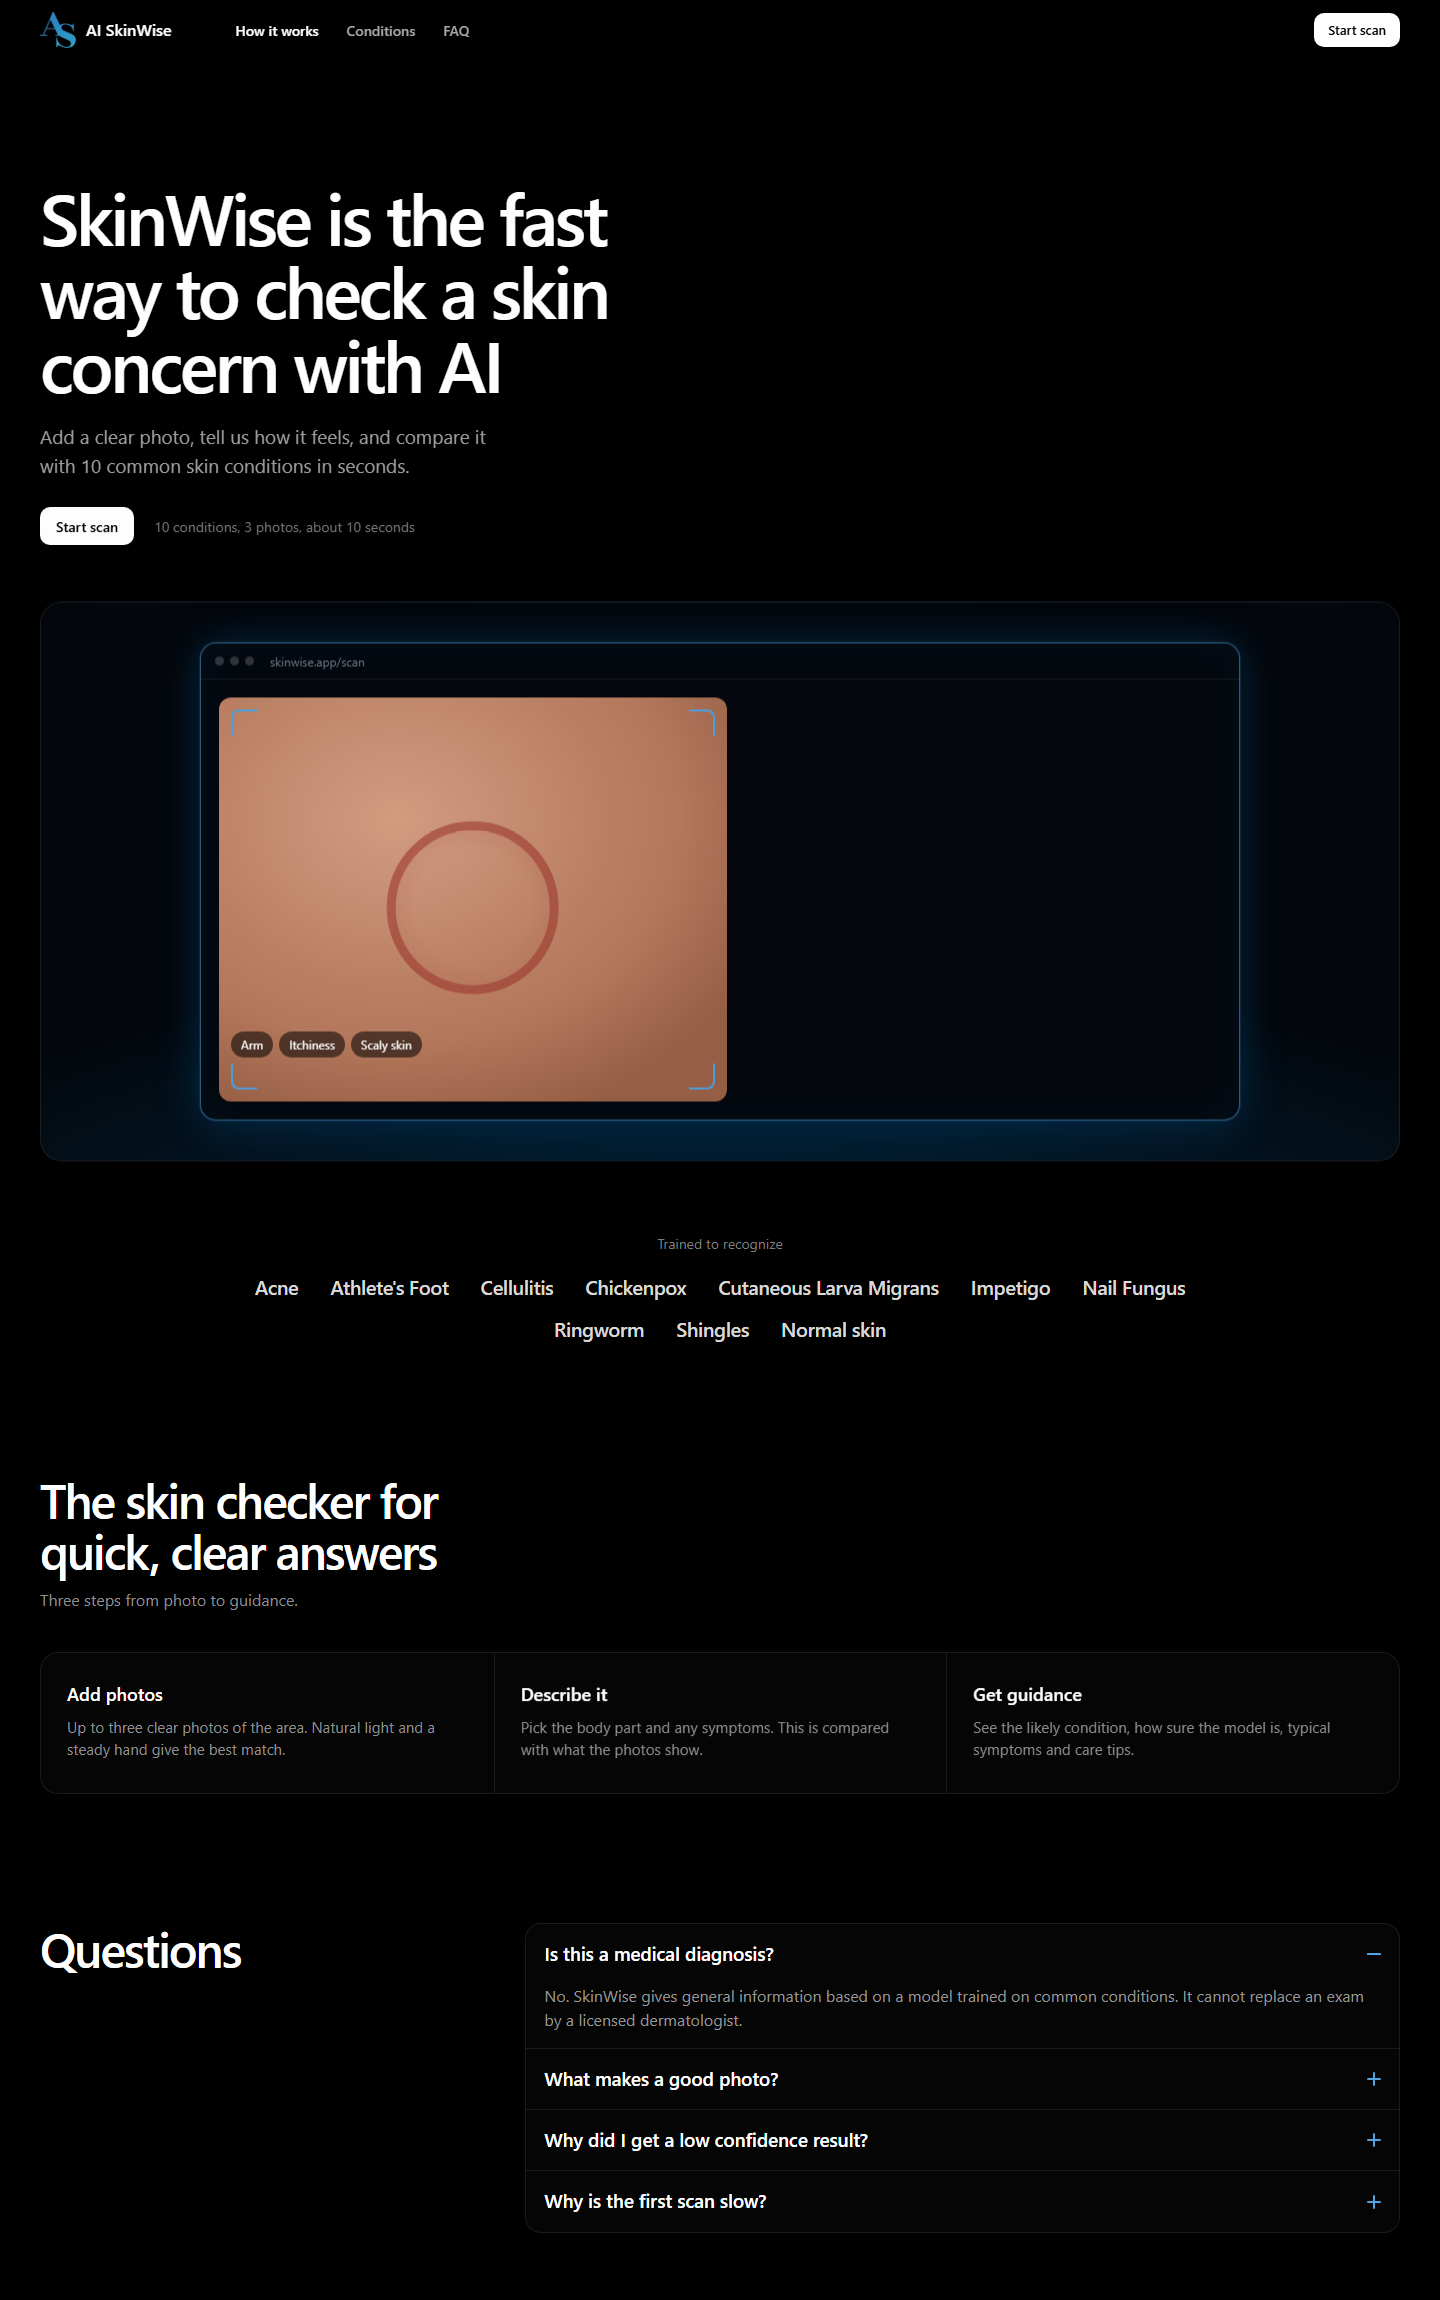 AS
AI SkinWise
How it works
Conditions
FAQ
Start scan
SkinWise is the fast
way to check a skin
concern with AI
Add a clear photo, tell us how it feels, and compare it
with 10 common skin conditions in seconds.
Start scan
10 conditions, 3 photos, about 10 seconds
skinwise.app/scan
Arm
Itchiness
Scaly skin
Trained to recognize
Acne
Athlete's Foot
Cellulitis
Chickenpox
Cutaneous Larva Migrans
Impetigo
Nail Fungus
Ringworm
Shingles
Normal skin
The skin checker for
quick, clear answers
Three steps from photo to guidance.
Add photos
Up to three clear photos of the area. Natural light and a
steady hand give the best match.
Describe it
Pick the body part and any symptoms. This is compared
with what the photos show.
Get guidance
See the likely condition, how sure the model is, typical
symptoms and care tips.
Questions
Is this a medical diagnosis?
No. SkinWise gives general information based on a model trained on common conditions. It cannot replace an exam
by a licensed dermatologist.
What makes a good photo?
Why did I get a low confidence result?
Why is the first scan slow?